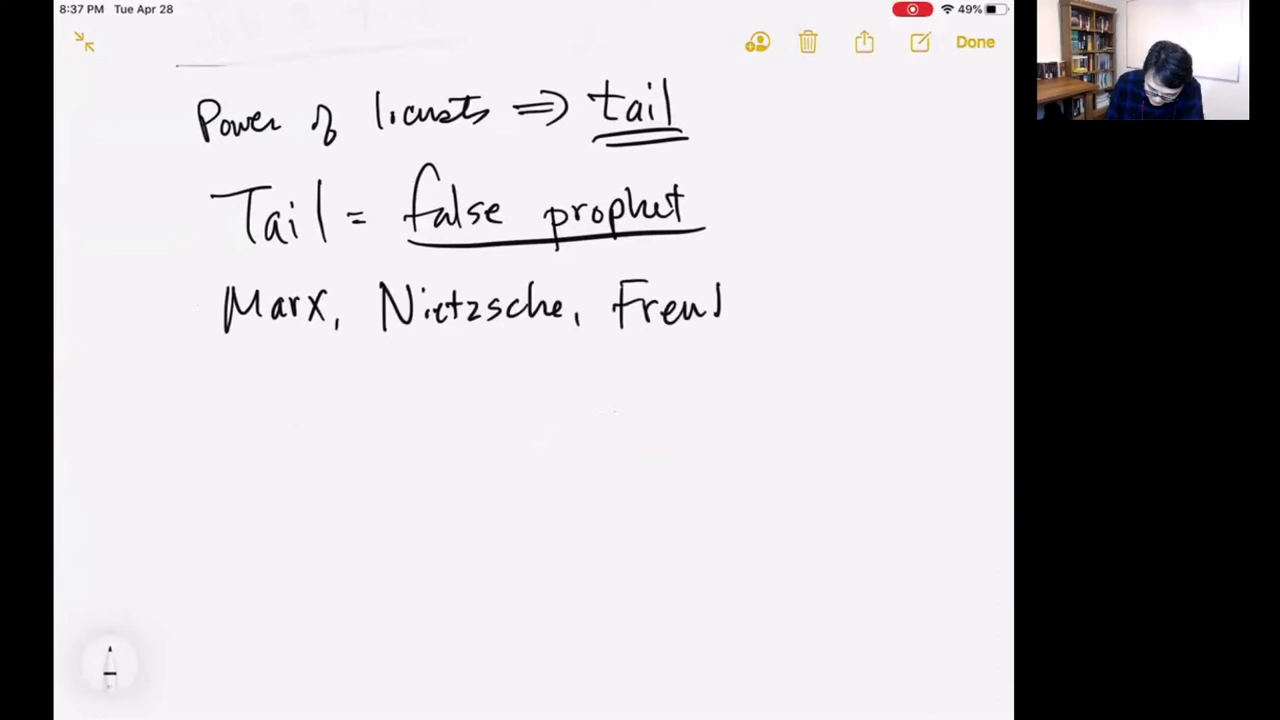 8:37 PM Tue Apr 28
49%
Done
Power of locusts ⇒ tail
Tail = false prophet
Marx, Nietzsche, Freud